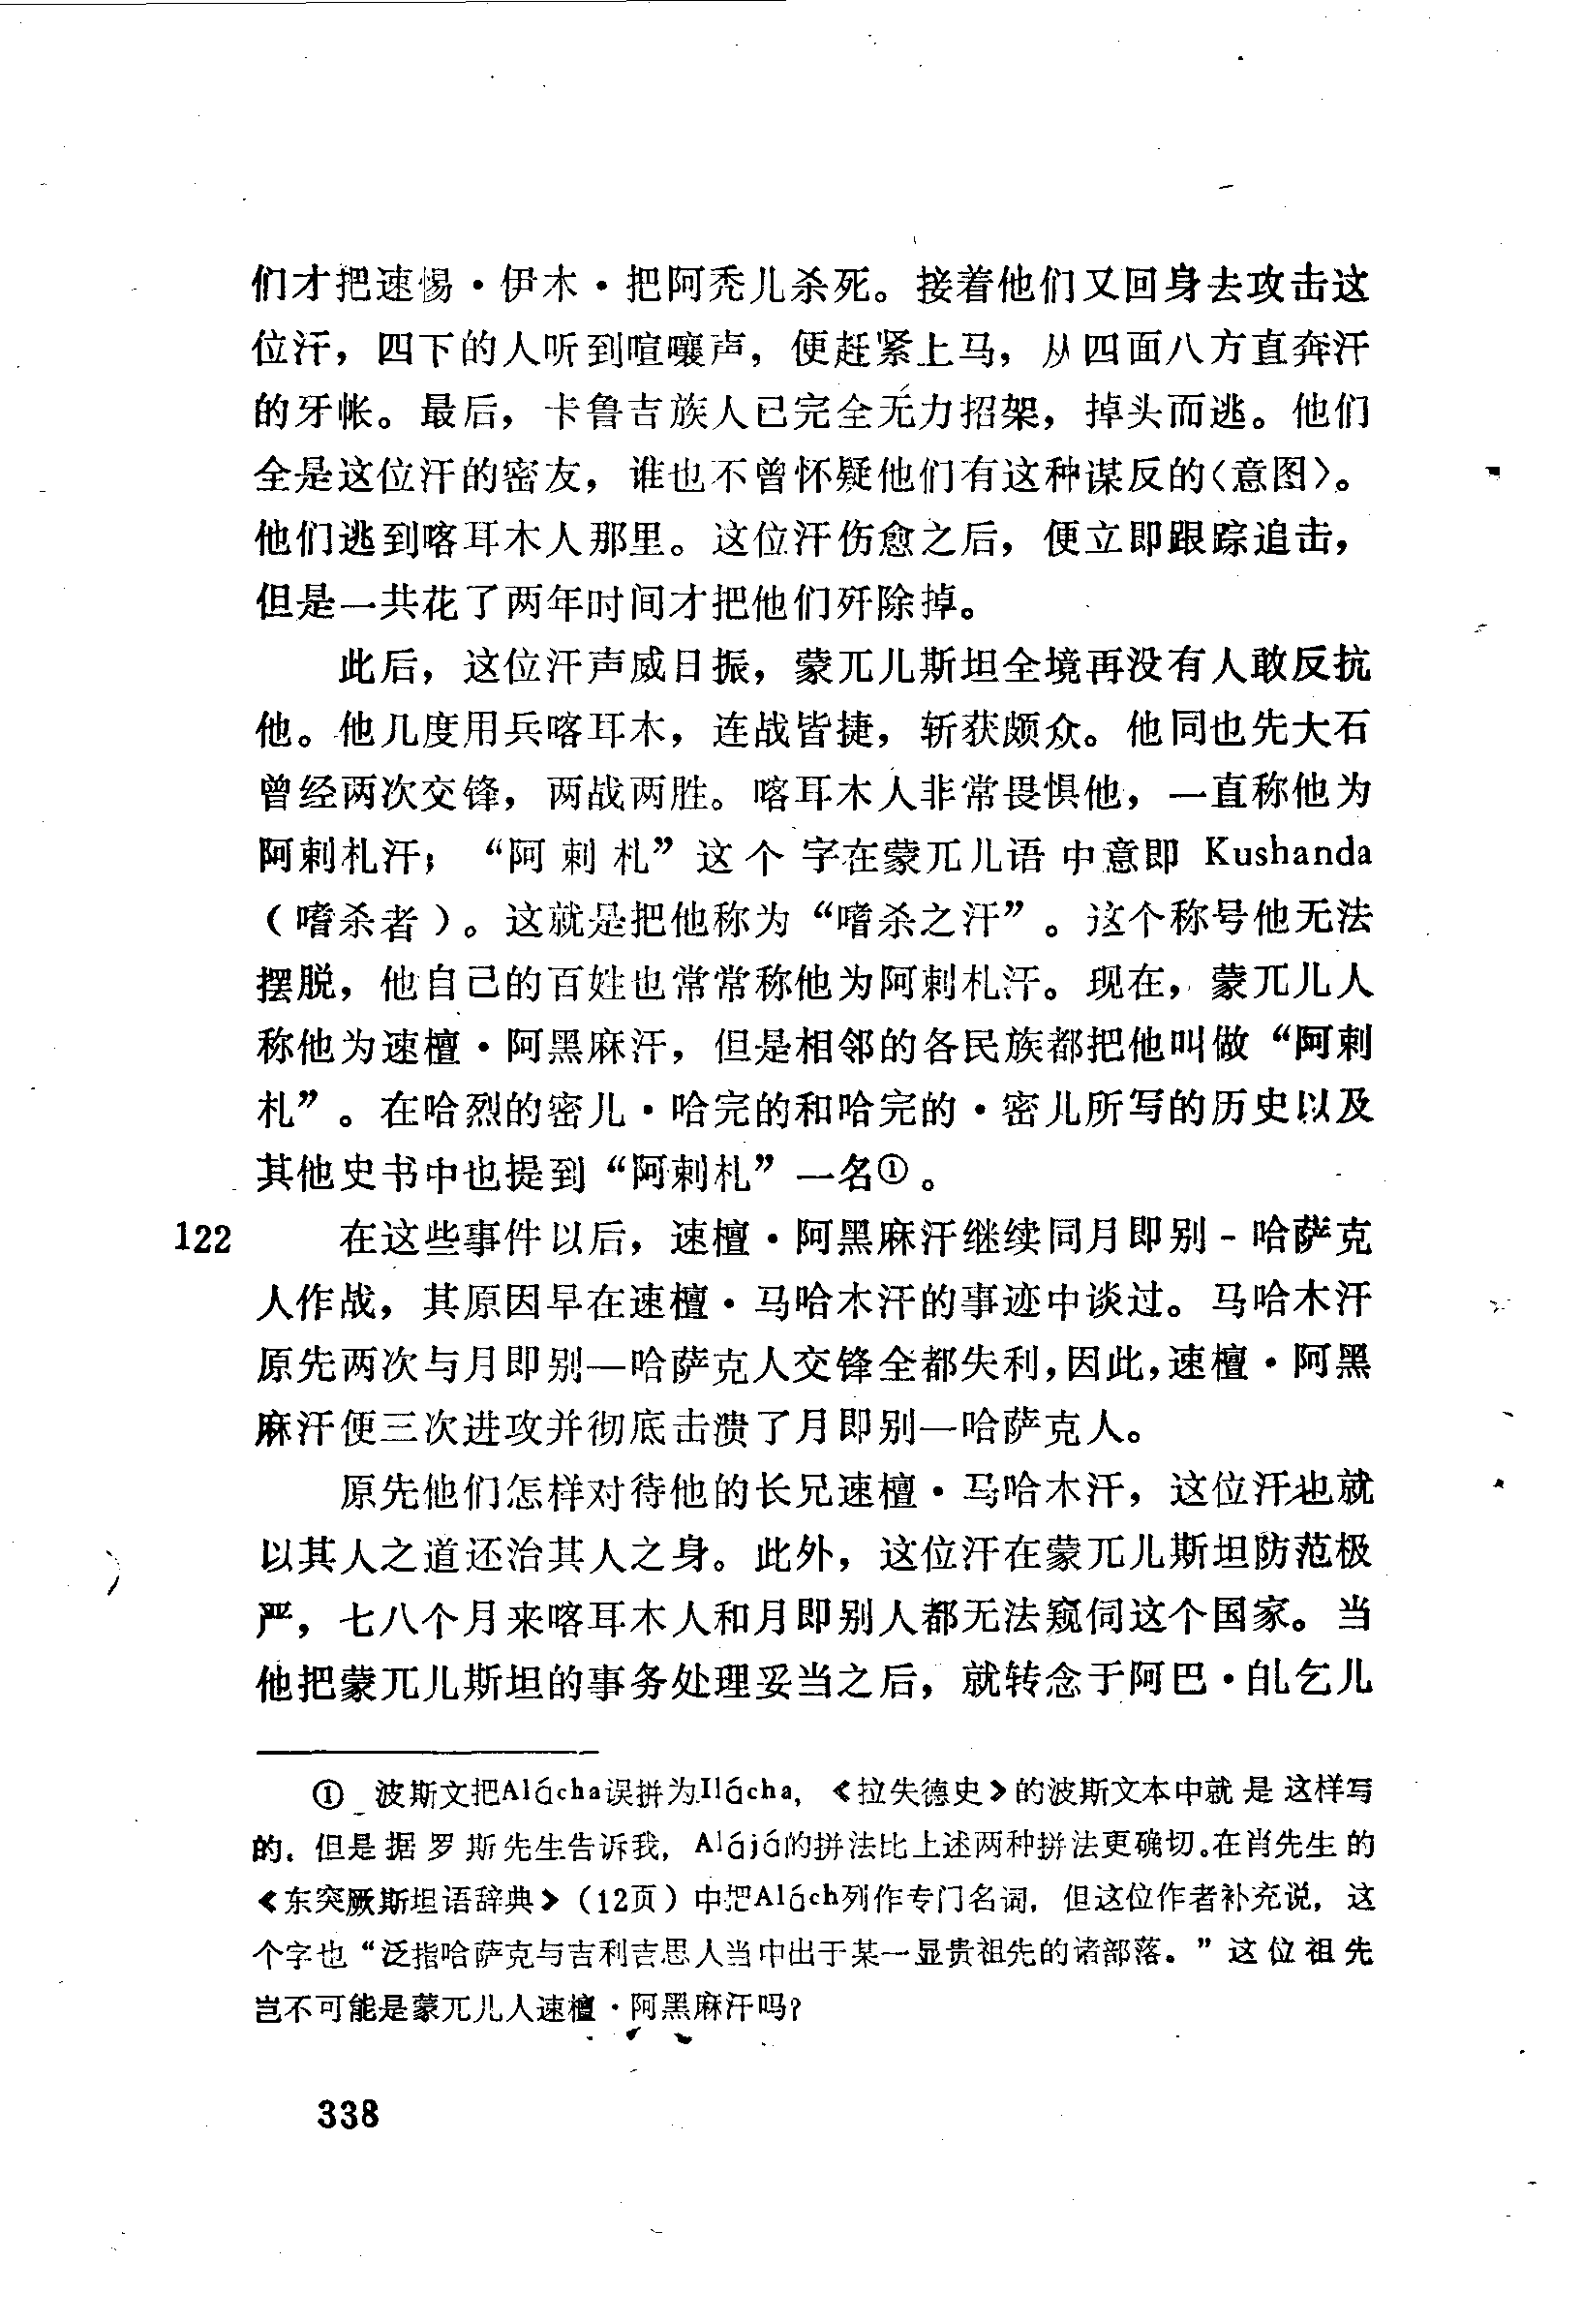 们才把速惕·伊木·把阿秃儿杀死。接着他们又回身去攻击这
位汗，四下的人听到喧嚷声，便赶紧上马，从四面八方直奔汗
的牙帐。最后，卡鲁吉族人已完全无力招架，掉头而逃。他们
全是这位汗的密友，谁也不曾怀疑他们有这种谋反的〈意图〉。
他们逃到喀耳木人那里。这位汗伤愈之后，便立即跟踪追击，
但是一共花了两年时间才把他们歼除掉。
此后，这位汗声威日振，蒙兀儿斯坦全境再没有人敢反抗
他。他几度用兵喀耳木，连战皆捷，斩获颇众。他同也先大石
曾经两次交锋，两战两胜。喀耳木人非常畏惧他，一直称他为
阿剌札汗；“阿剌札”这个字在蒙兀儿语中意即 Kushanda
（嗜杀者）。这就是把他称为“嗜杀之汗”。这个称号他无法
摆脱，他自己的百姓也常常称他为阿剌札汗。现在，蒙兀儿人
称他为速檀·阿黑麻汗，但是相邻的各民族都把他叫做“阿剌
札”。在哈烈的密儿·哈完的和哈完的·密儿所写的历史以及
其他史书中也提到“阿剌札”一名①。
122 在这些事件以后，速檀·阿黑麻汗继续同月即别-哈萨克
人作战，其原因早在速檀·马哈木汗的事迹中谈过。马哈木汗
原先两次与月即别—哈萨克人交锋全都失利，因此，速檀·阿黑
麻汗便三次进攻并彻底击溃了月即别—哈萨克人。
原先他们怎样对待他的长兄速檀·马哈木汗，这位汗也就
以其人之道还治其人之身。此外，这位汗在蒙兀儿斯坦防范极
严，七八个月来喀耳木人和月即别人都无法窥伺这个国家。当
他把蒙兀儿斯坦的事务处理妥当之后，就转念于阿巴·癿乞儿
① 波斯文把Alácha误拼为Ilácha，《拉失德史》的波斯文本中就是这样写
的。但是据罗斯先生告诉我，Alájá的拼法比上述两种拼法更确切。在肖先生的
《东突厥斯坦语辞典》（12页）中把Alách列作专门名词，但这位作者补充说，这
个字也“泛指哈萨克与吉利吉思人当中出于某一显贵祖先的诸部落。”这位祖先
岂不可能是蒙兀儿人速檀·阿黑麻汗吗？
338